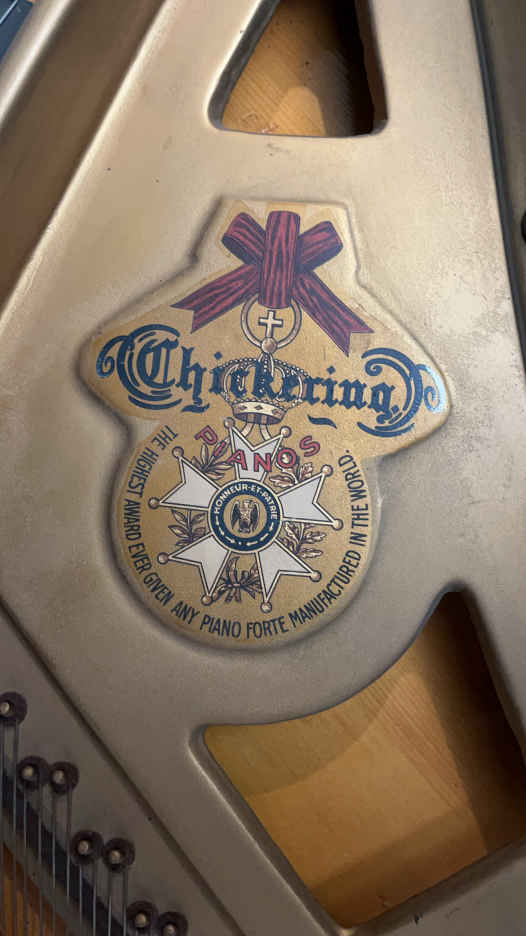 Chickering
PIANOS
HONNEUR-ET-PATRIE
THE HIGHEST AWARD EVER GIVEN ANY PIANO FORTE MANUFACTURED IN THE WORLD.